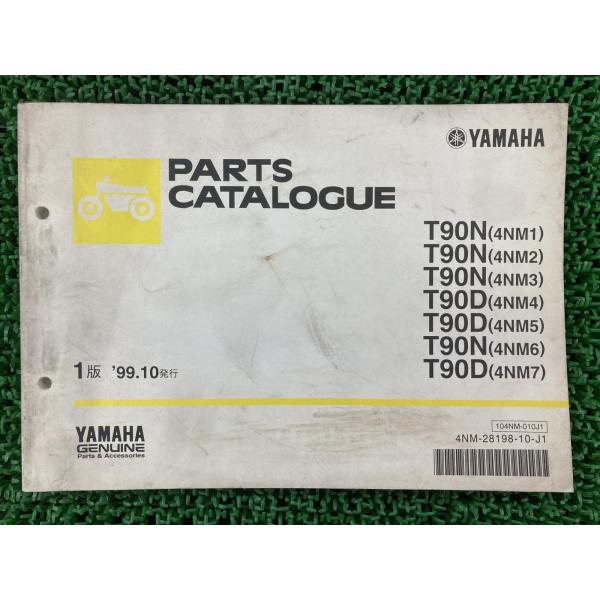 YAMAHA
PARTS
CATALOGUE
T90N(4NM1)
T90N(4NM2)
T90N(4NM3)
T90D(4NM4)
T90D(4NM5)
T90N(4NM6)
T90D(4NM7)
1版 '99.10発行
YAMAHA
GENUINE
Parts & Accessories
104NM-010J1
4NM-28198-10-J1